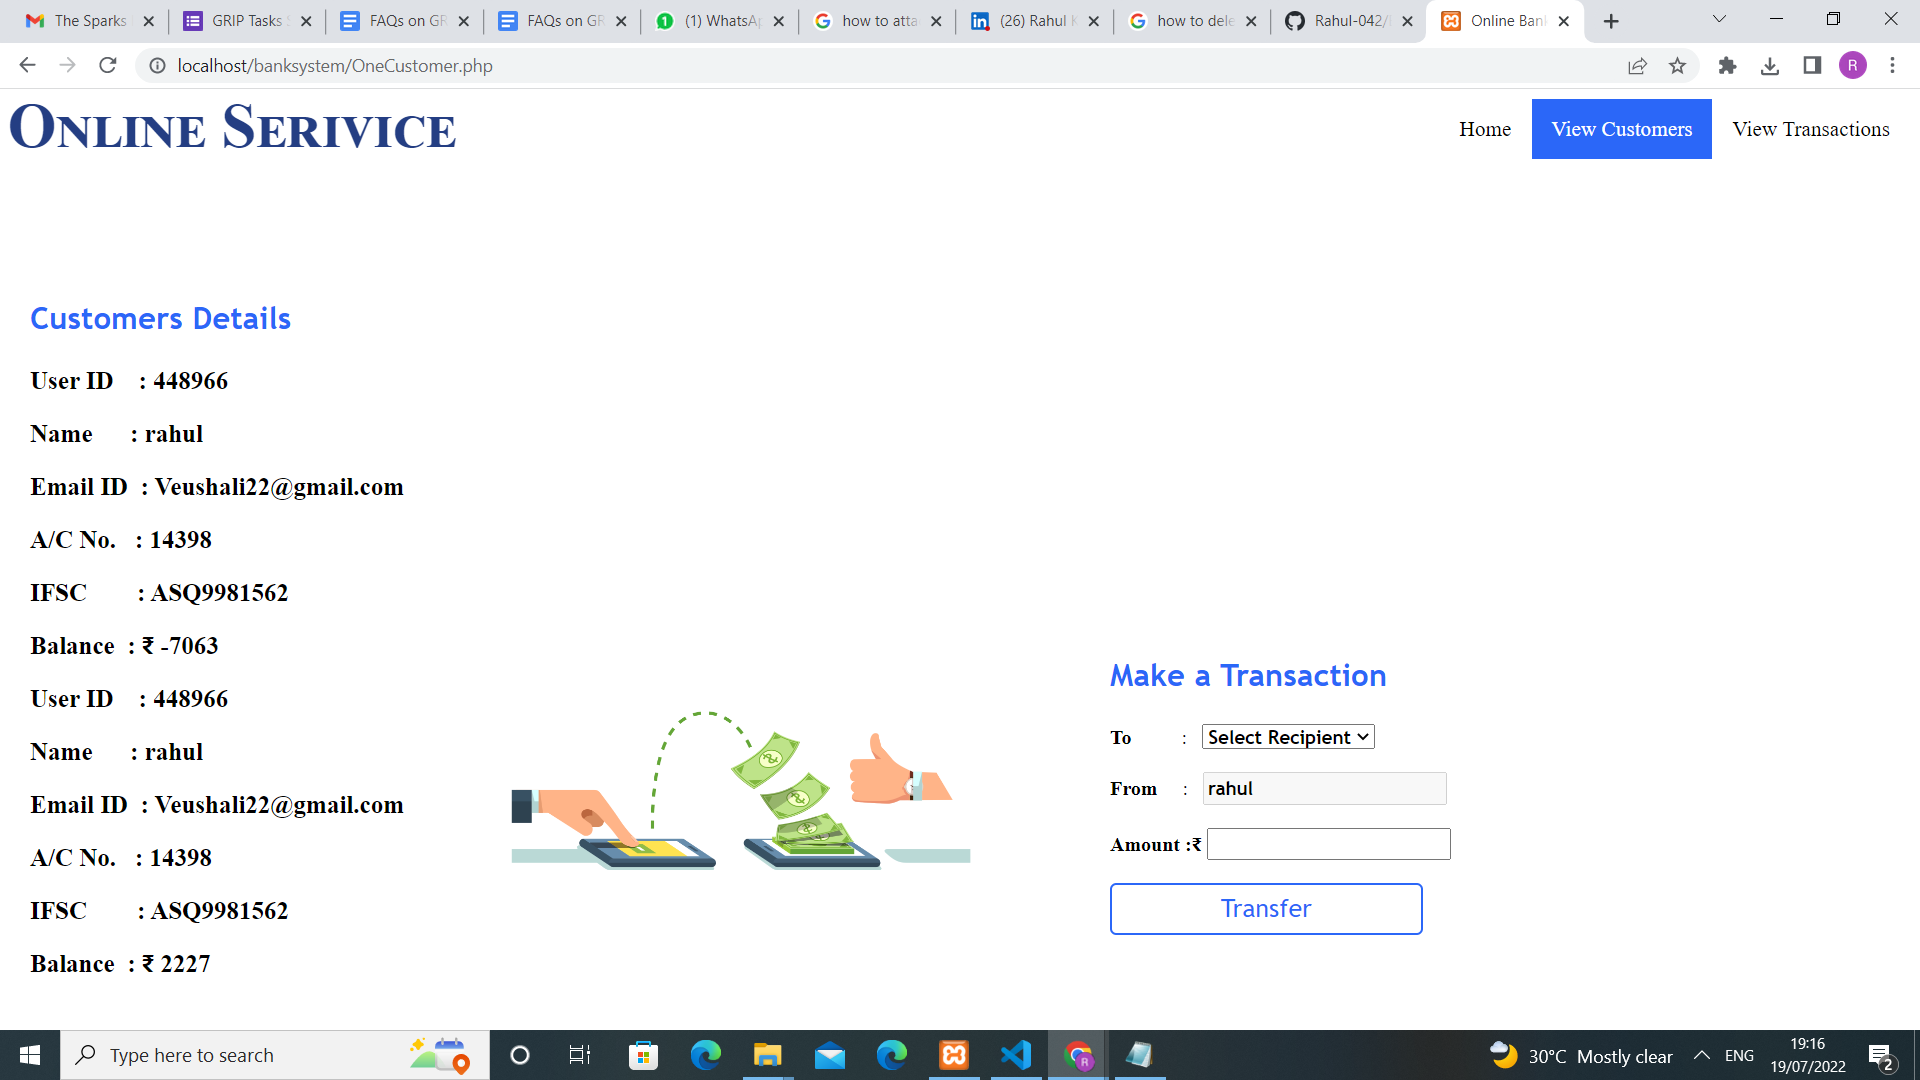 The Sparks
GRIP Tasks S
FAQs on GR
FAQs on GR
(1) WhatsAp
how to atta
(26) Rahul K
how to dele
Rahul-042/
Online Bank
localhost/banksystem/OneCustomer.php
R
ONLINE SERIVICE
Home
View Customers
View Transactions
Customers Details
User ID : 448966
Name : rahul
Email ID : Veushali22@gmail.com
A/C No. : 14398
IFSC : ASQ9981562
Balance : ₹ -7063
User ID : 448966
Name : rahul
Email ID : Veushali22@gmail.com
A/C No. : 14398
IFSC : ASQ9981562
Balance : ₹ 2227
Make a Transaction
To : Select Recipient
From : rahul
Amount :₹
Transfer
Type here to search
30°C Mostly clear
ENG
19:16
19/07/2022
2